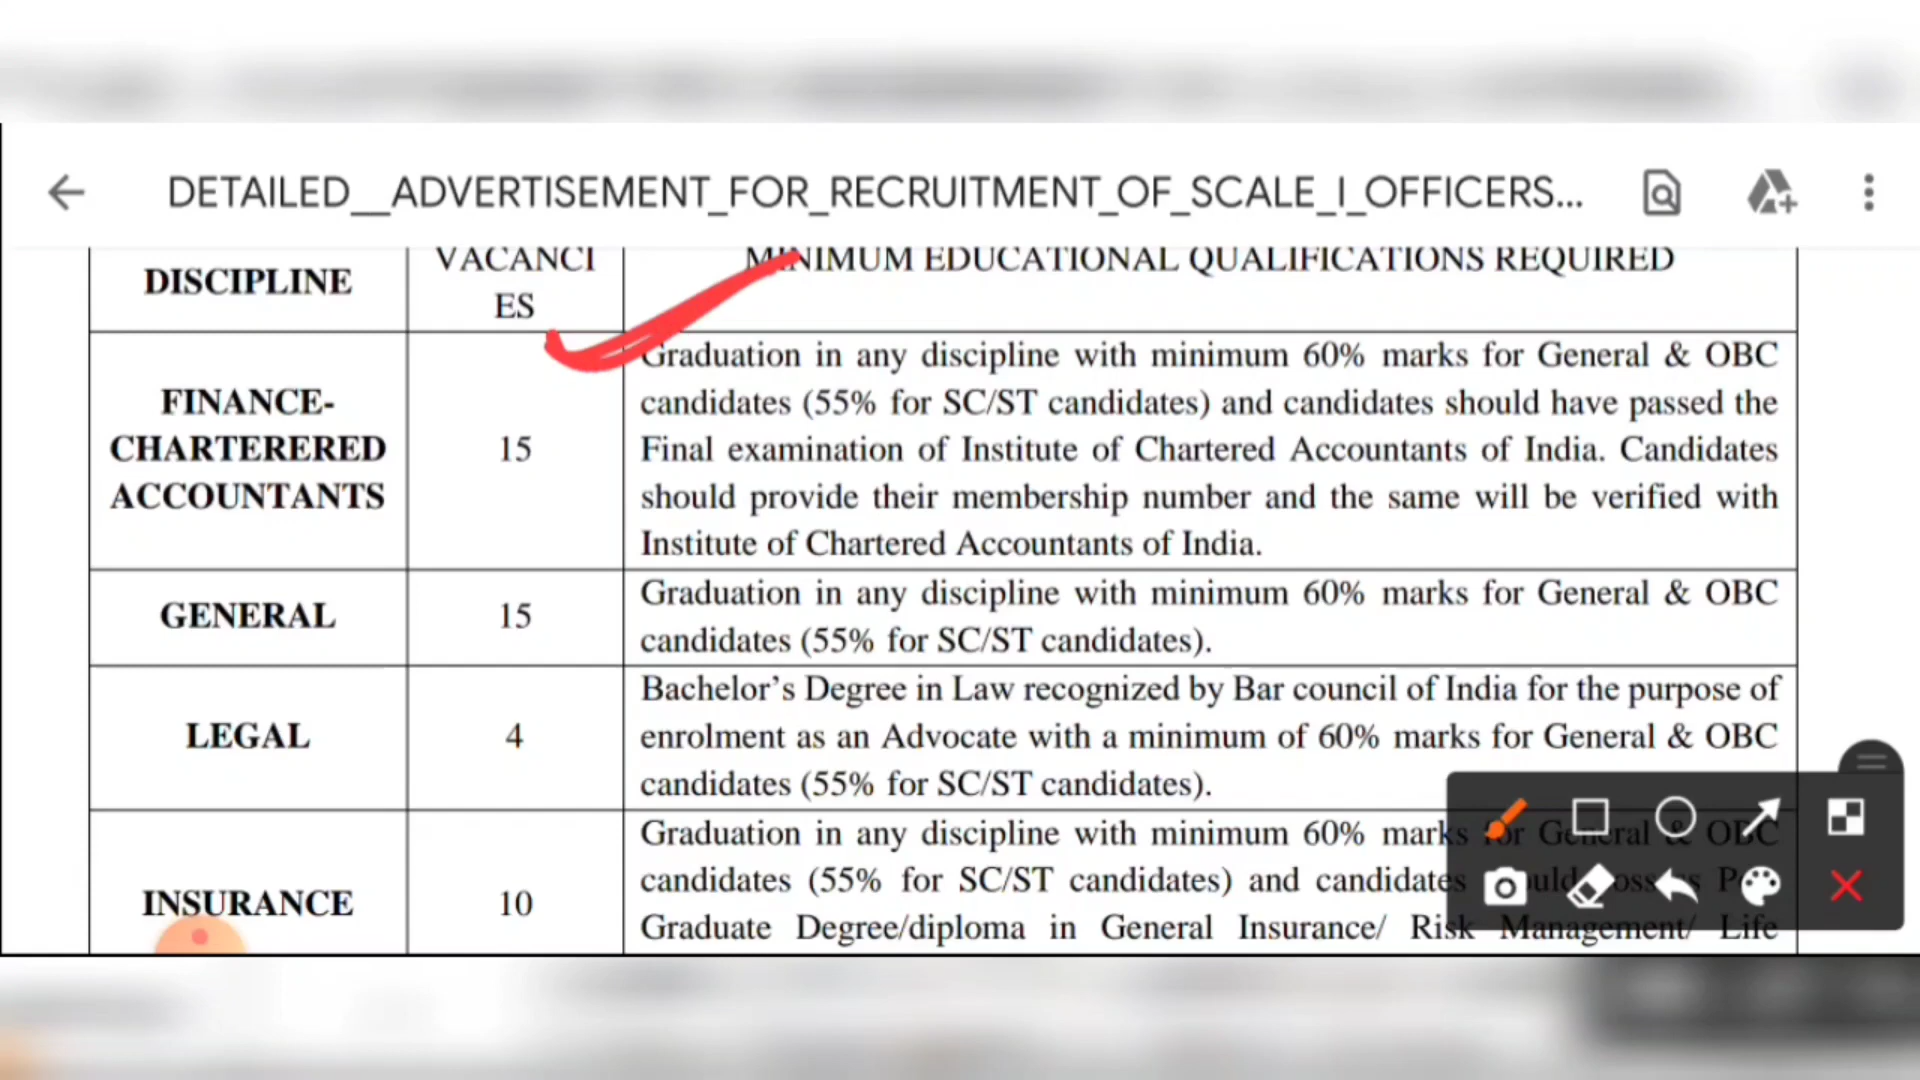 DETAILED__ADVERTISEMENT_FOR_RECRUITMENT_OF_SCALE_I_OFFICERS...
DISCIPLINE
VACANCI
ES
MINIMUM EDUCATIONAL QUALIFICATIONS REQUIRED
FINANCE-
CHARTERERED
ACCOUNTANTS
15
Graduation in any discipline with minimum 60% marks for General & OBC
candidates (55% for SC/ST candidates) and candidates should have passed the
Final examination of Institute of Chartered Accountants of India. Candidates
should provide their membership number and the same will be verified with
Institute of Chartered Accountants of India.
GENERAL
15
Graduation in any discipline with minimum 60% marks for General & OBC
candidates (55% for SC/ST candidates).
LEGAL
4
Bachelor's Degree in Law recognized by Bar council of India for the purpose of
enrolment as an Advocate with a minimum of 60% marks for General & OBC
candidates (55% for SC/ST candidates).
INSURANCE
10
Graduation in any discipline with minimum 60% marks for General & OBC
candidates (55% for SC/ST candidates) and candidates
Graduate Degree/diploma in General Insurance/ Risk Management/ Life